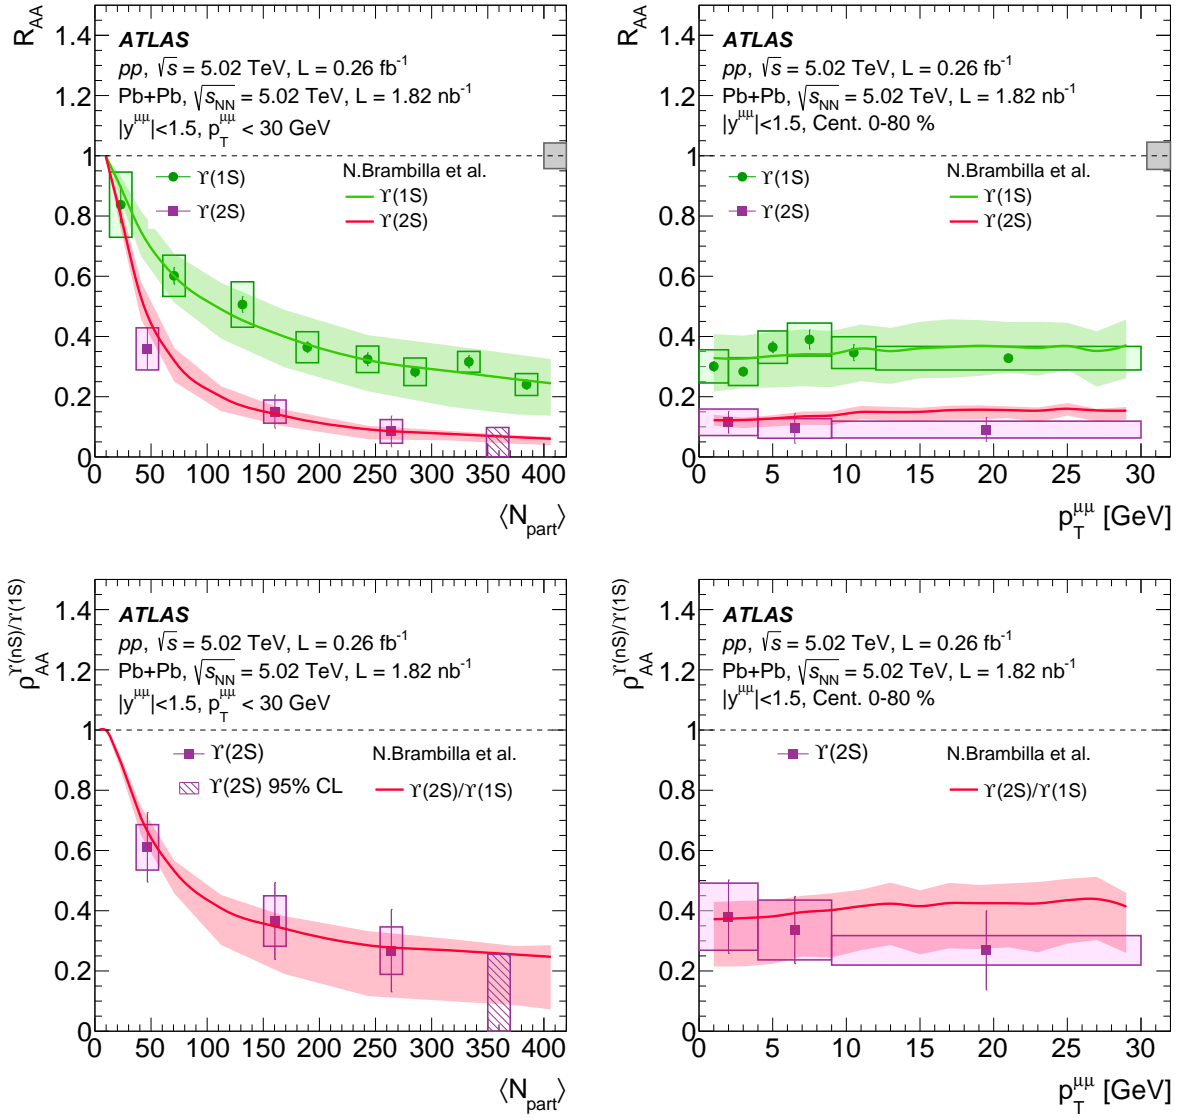 R_AA
1.4
1.2
1
0.8
0.6
0.4
0.2
0
ATLAS
pp, √s = 5.02 TeV, L = 0.26 fb⁻¹
Pb+Pb, √s_NN = 5.02 TeV, L = 1.82 nb⁻¹
|y^μμ|<1.5, p_T^μμ < 30 GeV
ϒ(1S)
ϒ(2S)
N.Brambilla et al.
ϒ(1S)
ϒ(2S)
0 50 100 150 200 250 300 350 400
⟨N_part⟩
R_AA
1.4
1.2
1
0.8
0.6
0.4
0.2
0
ATLAS
pp, √s = 5.02 TeV, L = 0.26 fb⁻¹
Pb+Pb, √s_NN = 5.02 TeV, L = 1.82 nb⁻¹
|y^μμ|<1.5, Cent. 0-80 %
ϒ(1S)
ϒ(2S)
N.Brambilla et al.
ϒ(1S)
ϒ(2S)
0 5 10 15 20 25 30
p_T^μμ [GeV]
ρ_AA^ϒ(nS)/ϒ(1S)
1.4
1.2
1
0.8
0.6
0.4
0.2
0
ATLAS
pp, √s = 5.02 TeV, L = 0.26 fb⁻¹
Pb+Pb, √s_NN = 5.02 TeV, L = 1.82 nb⁻¹
|y^μμ|<1.5, p_T^μμ < 30 GeV
ϒ(2S)
ϒ(2S) 95% CL
N.Brambilla et al.
ϒ(2S)/ϒ(1S)
0 50 100 150 200 250 300 350 400
⟨N_part⟩
ρ_AA^ϒ(nS)/ϒ(1S)
1.4
1.2
1
0.8
0.6
0.4
0.2
0
ATLAS
pp, √s = 5.02 TeV, L = 0.26 fb⁻¹
Pb+Pb, √s_NN = 5.02 TeV, L = 1.82 nb⁻¹
|y^μμ|<1.5, Cent. 0-80 %
ϒ(2S)
N.Brambilla et al.
ϒ(2S)/ϒ(1S)
0 5 10 15 20 25 30
p_T^μμ [GeV]